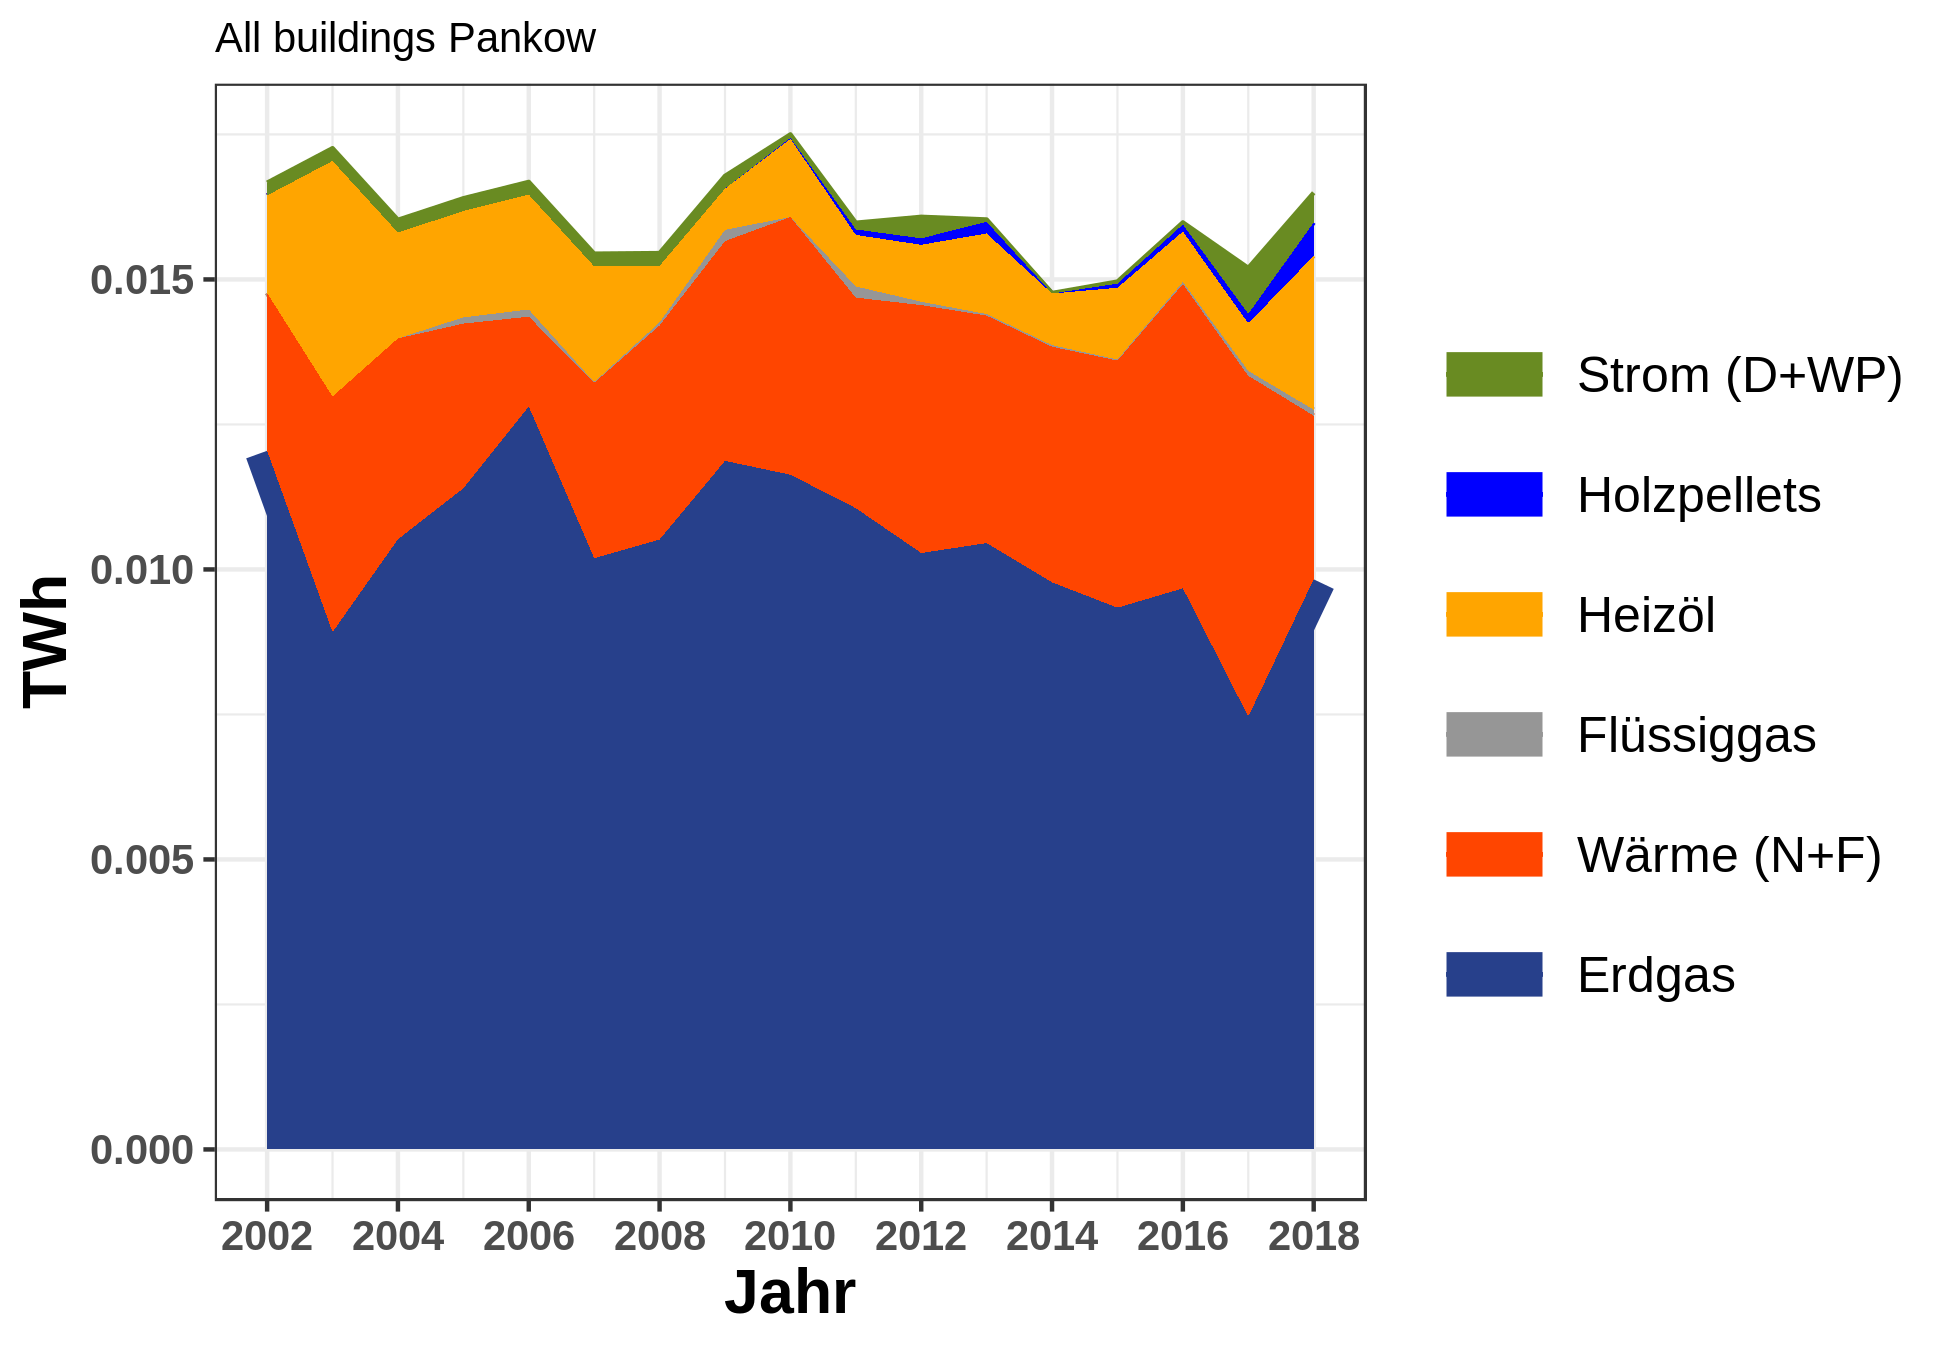 All buildings Pankow
TWh
0.015
0.010
0.005
0.000
2002 2004 2006 2008 2010 2012 2014 2016 2018
Jahr
Strom (D+WP)
Holzpellets
Heizöl
Flüssiggas
Wärme (N+F)
Erdgas